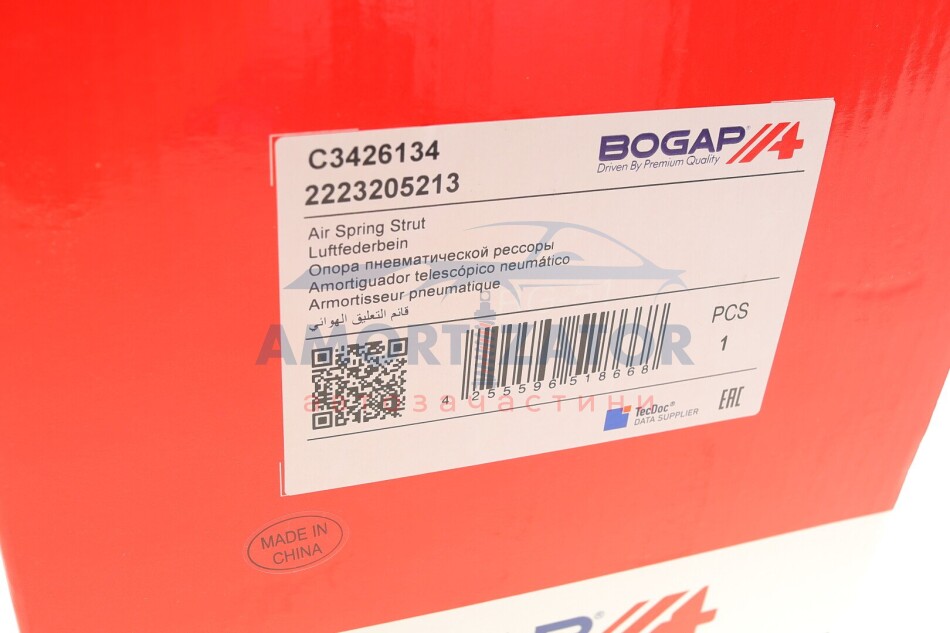 C3426134
2223205213
BOGAP®
Driven By Premium Quality
Air Spring Strut
Luftfederbein
Опора пневматической рессоры
Amortiguador telescópico neumático
Armortisseur pneumatique
قائم التعليق الهوائي
PCS
1
4 255596 518668
AMORTIZATOR
автозапчастини
TecDoc®
DATA SUPPLIER
EAC
MADE IN
CHINA
BOGAP®